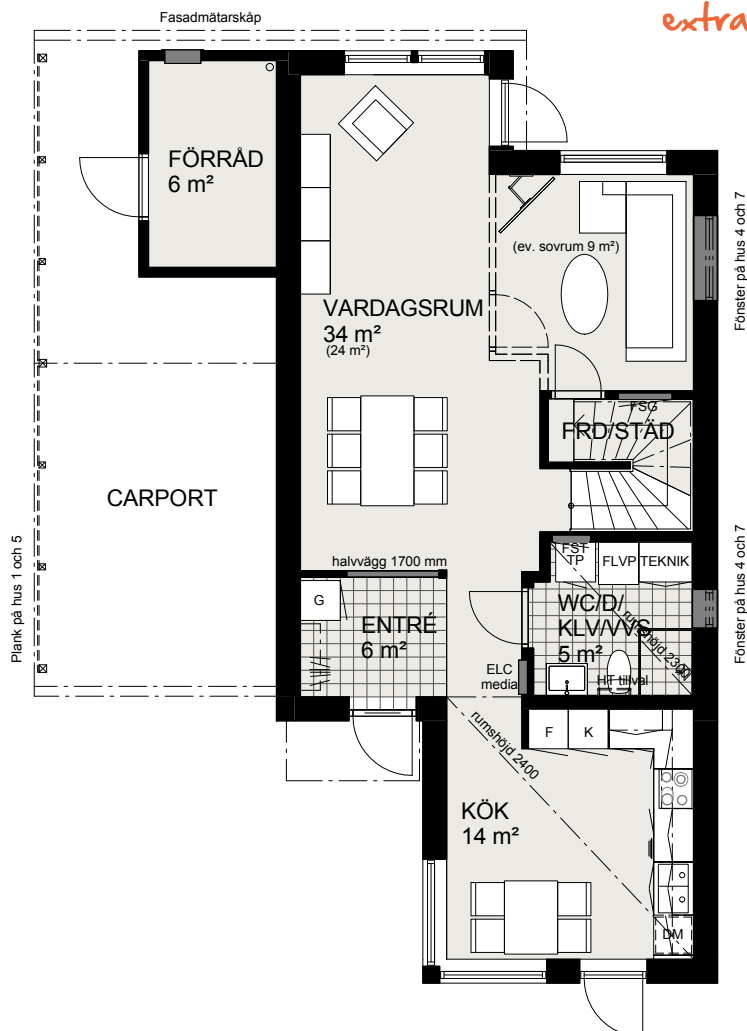 extra
Fasadmätarskåp
FÖRRÅD
6 m²
(ev. sovrum 9 m²)
Fönster på hus 4 och 7
VARDAGSRUM
34 m²
(24 m²)
FSG
FRD/STÄD
CARPORT
Plank på hus 1 och 5
halvvägg 1700 mm
G
ENTRÉ
6 m²
FST
TP
FLVP
TEKNIK
WC/D/
KLV/VVS
5 m²
rumshöjd 2300
HT tillval
Fönster på hus 4 och 7
ELC
media
rumshöjd 2400
F
K
KÖK
14 m²
DM